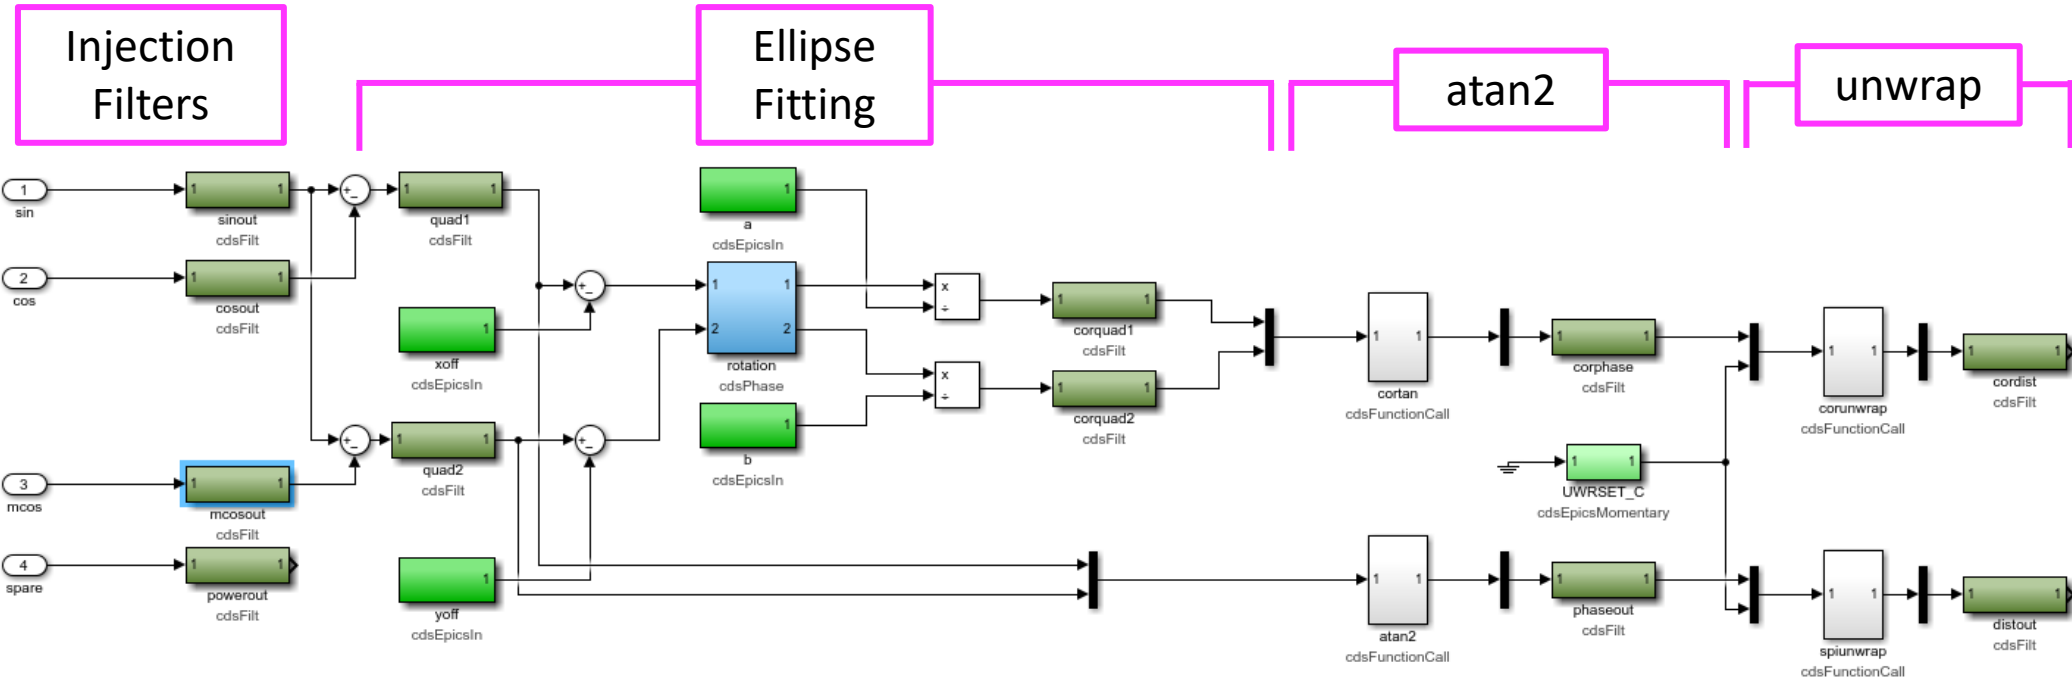 Injection
Filters
Ellipse
Fitting
atan2
unwrap
1
sin
1 1
sinout
cdsFilt
+
-
1 1
quad1
cdsFilt
1
a
cdsEpicsIn
2
cos
1 1
cosout
cdsFilt
+
-
1
xoff
cdsEpicsIn
1 1
2 2
rotation
cdsPhase
x
÷
1 1
corquad1
cdsFilt
x
÷
1 1
corquad2
cdsFilt
1 1
cortan
cdsFunctionCall
1 1
corphase
cdsFilt
1 1
corunwrap
cdsFunctionCall
1 1
cordist
cdsFilt
1
b
cdsEpicsIn
+
-
1 1
quad2
cdsFilt
+
-
3
mcos
1 1
mcosout
cdsFilt
1 1
UWRSET_C
cdsEpicsMomentary
4
spare
1 1
powerout
cdsFilt
1
yoff
cdsEpicsIn
1 1
atan2
cdsFunctionCall
1 1
phaseout
cdsFilt
1 1
spiunwrap
cdsFunctionCall
1 1
distout
cdsFilt